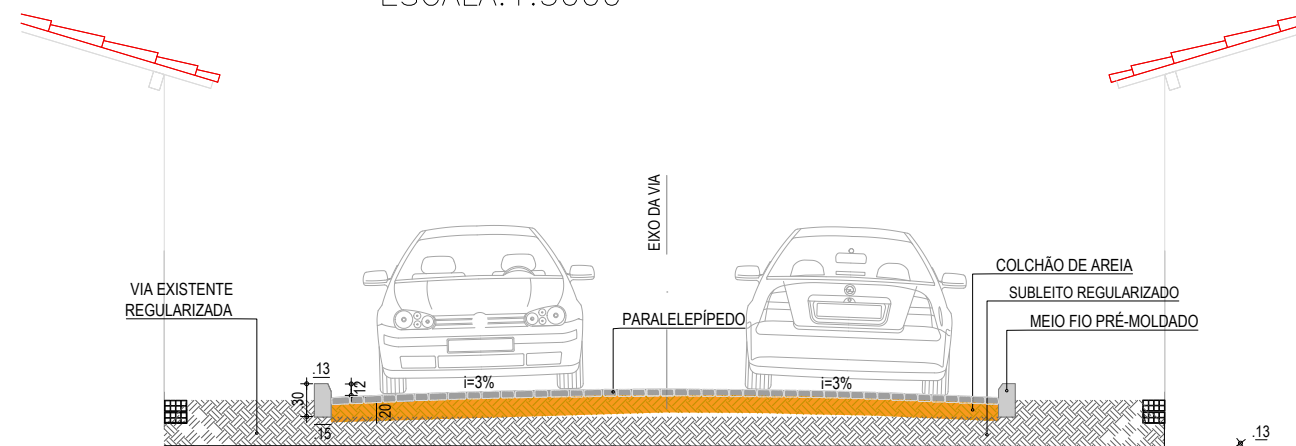 EIXO DA VIA
COLCHÃO DE AREIA
VIA EXISTENTE
REGULARIZADA
SUBLEITO REGULARIZADO
PARALELEPÍPEDO
MEIO FIO PRÉ-MOLDADO
.13
i=3%
i=3%
12
30
20
.15
.13